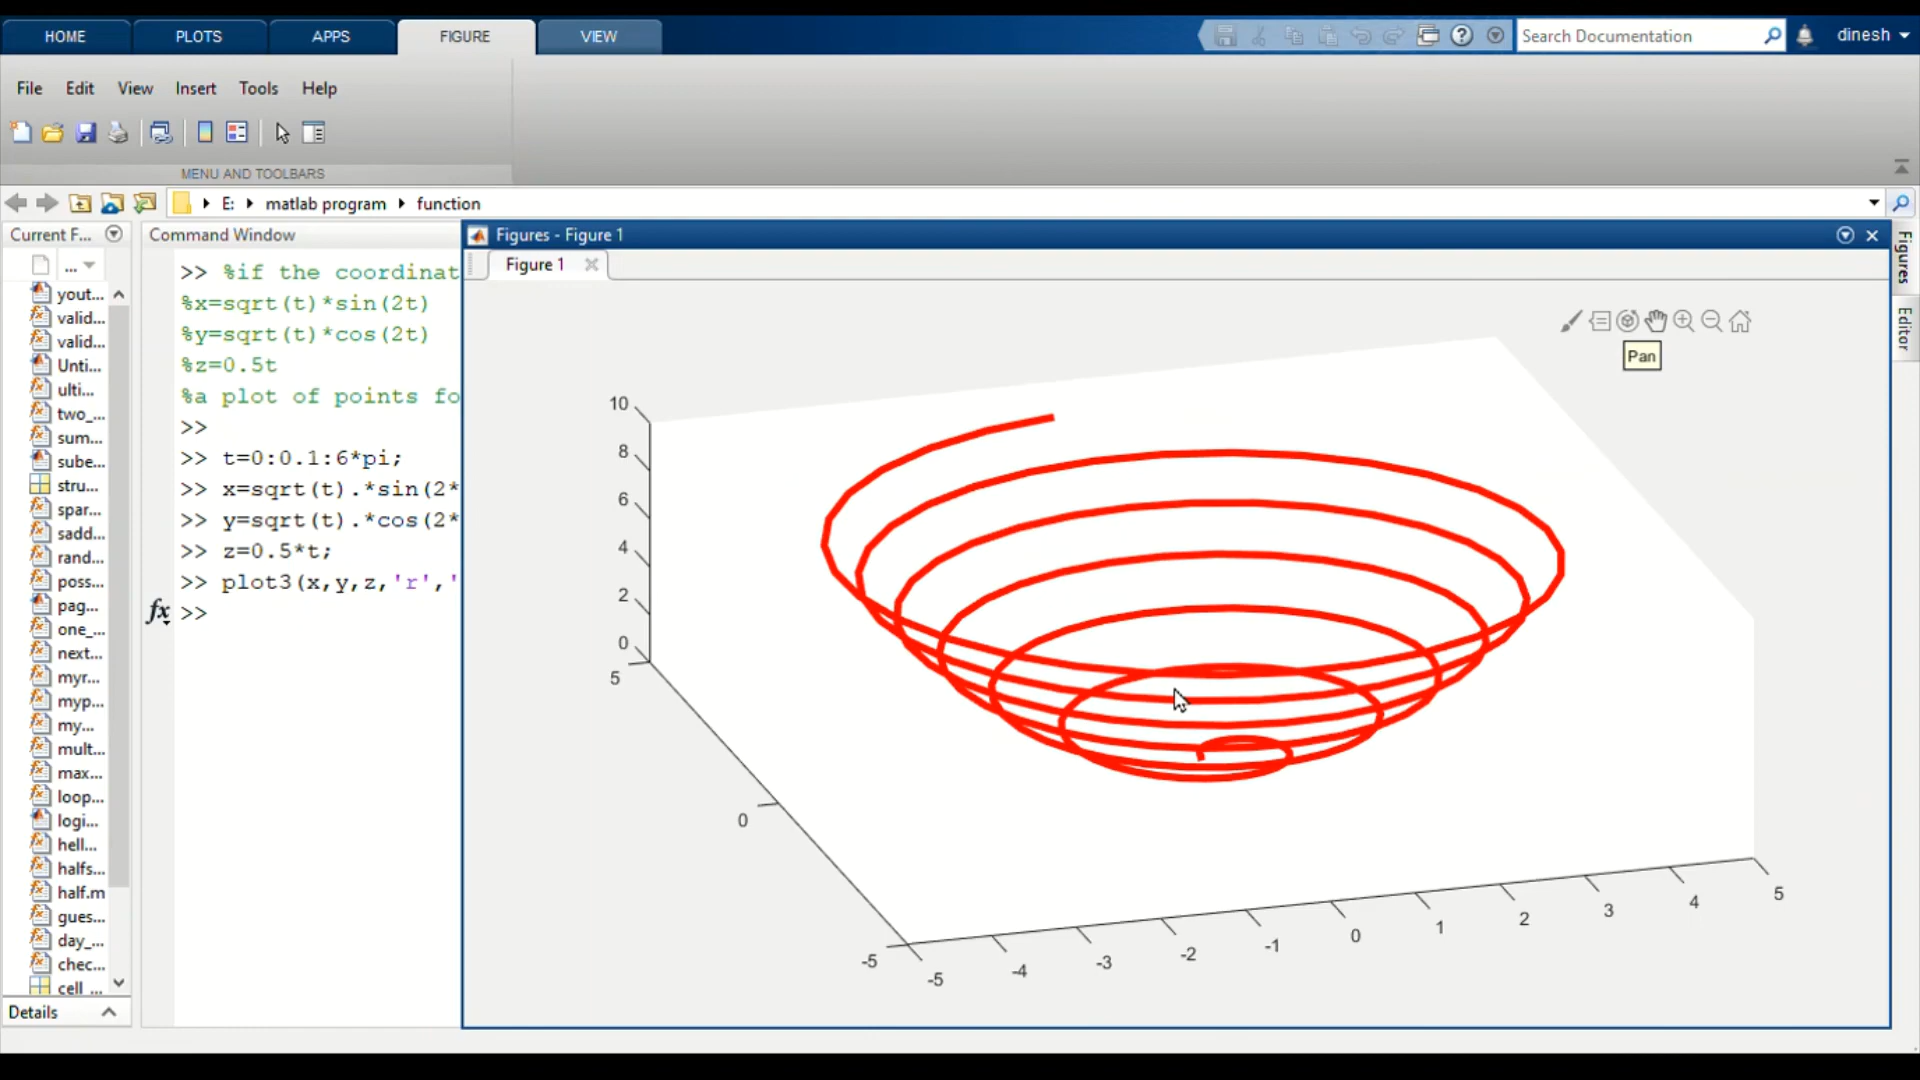 HOME PLOTS APPS FIGURE VIEW Search Documentation dinesh
File Edit View Insert Tools Help
MENU AND TOOLBARS
E: matlab program function
Current F...
Command Window
Figures - Figure 1
Figure 1
Figures
Editor
...
yout...
valid...
valid...
Unti...
ulti...
two_...
sum...
sube...
stru...
spar...
sadd...
rand...
poss...
pag...
one_...
next...
myr...
myp...
my...
mult...
max...
loop...
logi...
hell...
halfs...
half.m
gues...
day_...
chec...
cell_...
Details
>> %if the coordinat
%x=sqrt(t)*sin(2t)
%y=sqrt(t)*cos(2t)
%z=0.5t
%a plot of points fo
>>
>> t=0:0.1:6*pi;
>> x=sqrt(t).*sin(2*
>> y=sqrt(t).*cos(2*
>> z=0.5*t;
>> plot3(x,y,z,'r','
fx >>
Pan
10
8
6
4
2
0
5
0
-5
-5 -4 -3 -2 -1 0 1 2 3 4 5